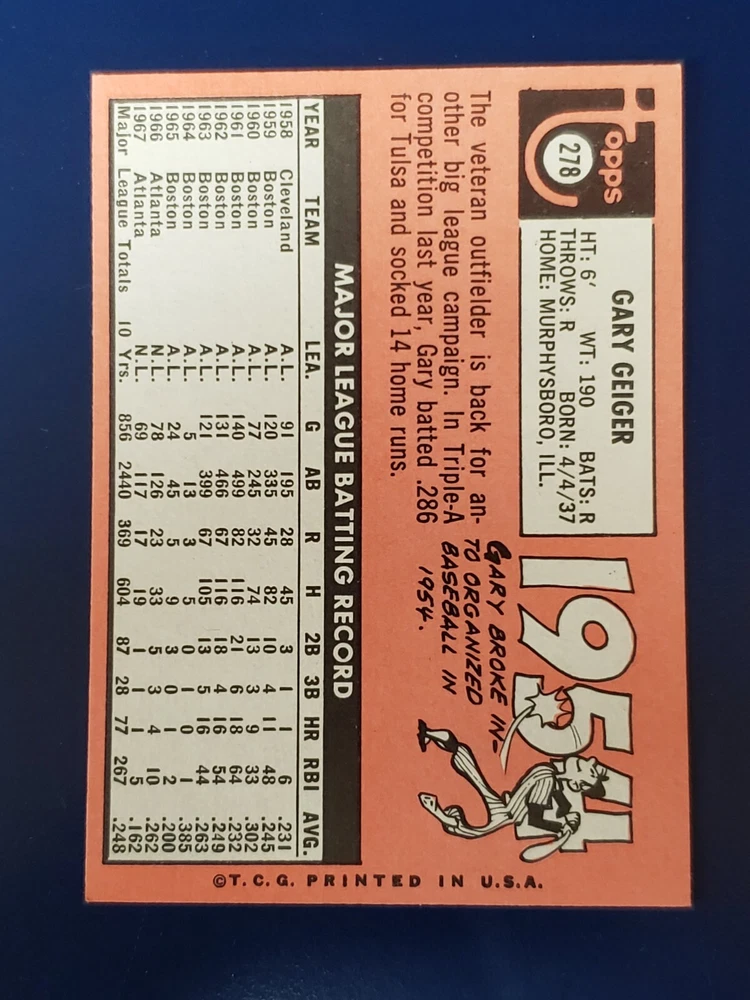 Topps
278
GARY GEIGER
HT: 6' WT: 190 BATS: R
THROWS: R BORN: 4/4/37
HOME: MURPHYSBORO, ILL.
The veteran outfielder is back for an-
other big league campaign. In Triple-A
competition last year, Gary batted .286
for Tulsa and socked 14 home runs.
1954
GARY BROKE IN-
TO ORGANIZED
BASEBALL IN
1954.
MAJOR LEAGUE BATTING RECORD
YEAR TEAM LEA. G AB R H 2B 3B HR RBI AVG.
1958 Cleveland A.L. 91 195 28 45 3 1 1 6 .231
1959 Boston A.L. 120 335 45 82 10 4 11 48 .245
1960 Boston A.L. 77 245 32 74 13 3 9 33 .302
1961 Boston A.L. 140 499 82 116 21 6 18 64 .232
1962 Boston A.L. 131 466 67 116 18 4 16 54 .249
1963 Boston A.L. 121 399 67 105 13 5 16 44 .263
1964 Boston A.L. 5 13 3 5 0 1 0 1 .385
1965 Boston A.L. 24 45 5 9 3 0 1 2 .200
1966 Atlanta N.L. 78 126 23 33 5 3 4 10 .262
1967 Atlanta N.L. 69 117 17 19 1 1 1 5 .162
Major League Totals 10 Yrs. 856 2440 369 604 87 28 77 267 .248
©T.C.G. PRINTED IN U.S.A.